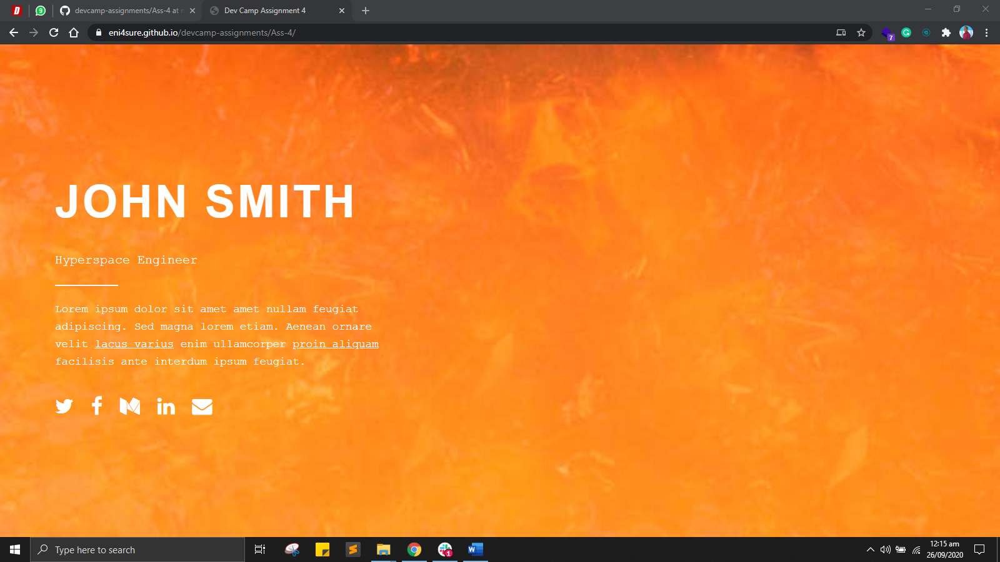 9
devcamp-assignments/Ass-4 at m
Dev Camp Assignment 4
eni4sure.github.io/devcamp-assignments/Ass-4/
7
JOHN SMITH
Hyperspace Engineer
Lorem ipsum dolor sit amet amet nullam feugiat
adipiscing. Sed magna lorem etiam. Aenean ornare
velit lacus varius enim ullamcorper proin aliquam
facilisis ante interdum ipsum feugiat.
Type here to search
1
12:15 am
26/09/2020